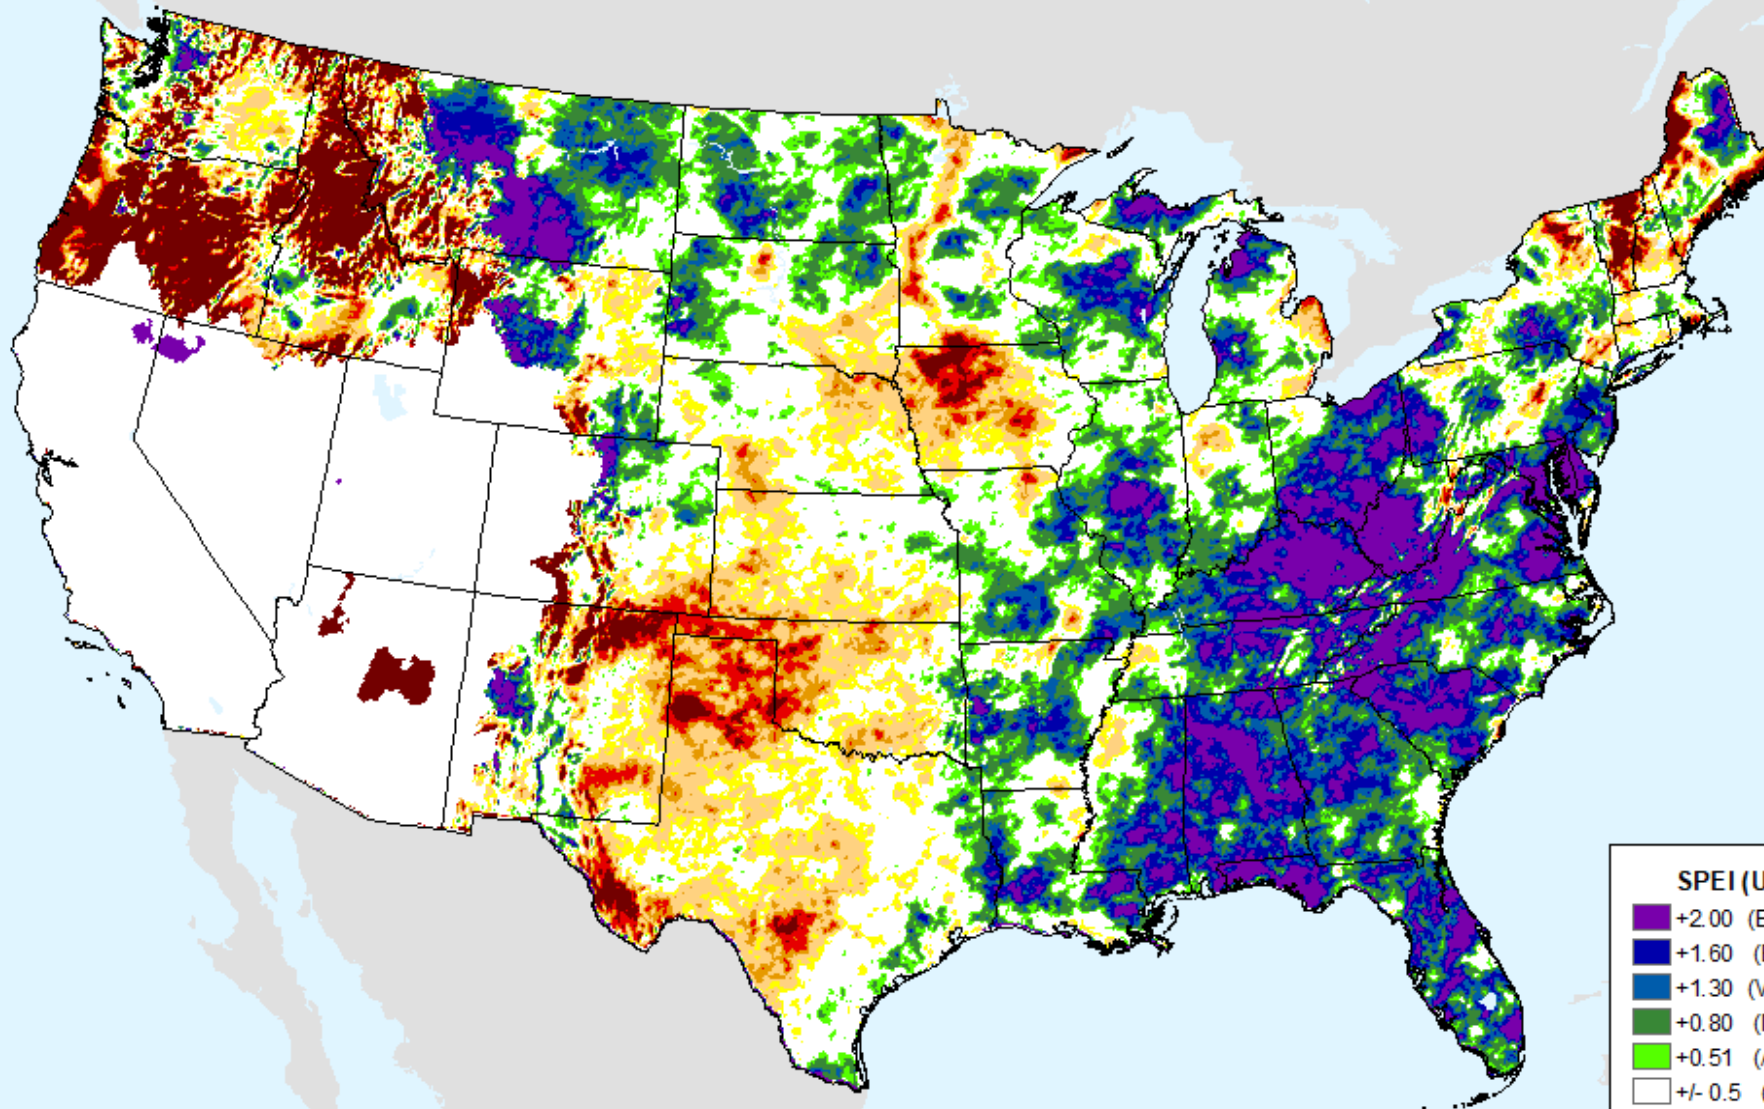 SPEI (U
+2.00 (E
+1.60 (
+1.30 (V
+0.80 (
+0.51 (
+/- 0.5 (